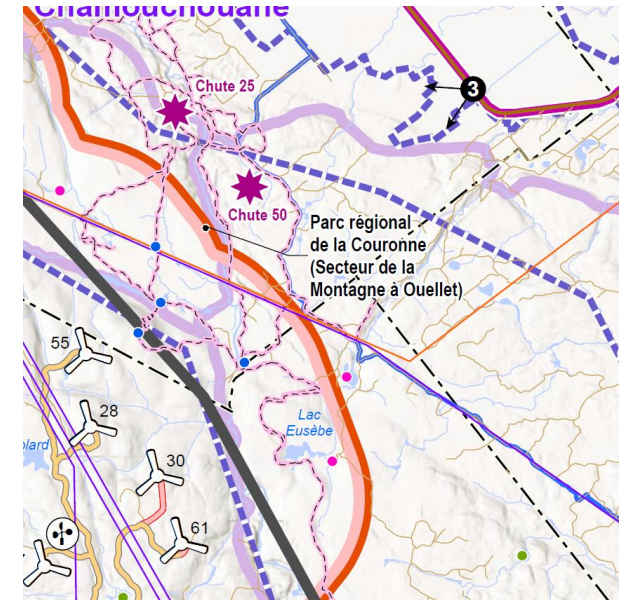 Chamouchouane
Chute 25
3
Chute 50
Parc régional
de la Couronne
(Secteur de la
Montagne à Ouellet)
55
28
Lac
Eusèbe
30
61